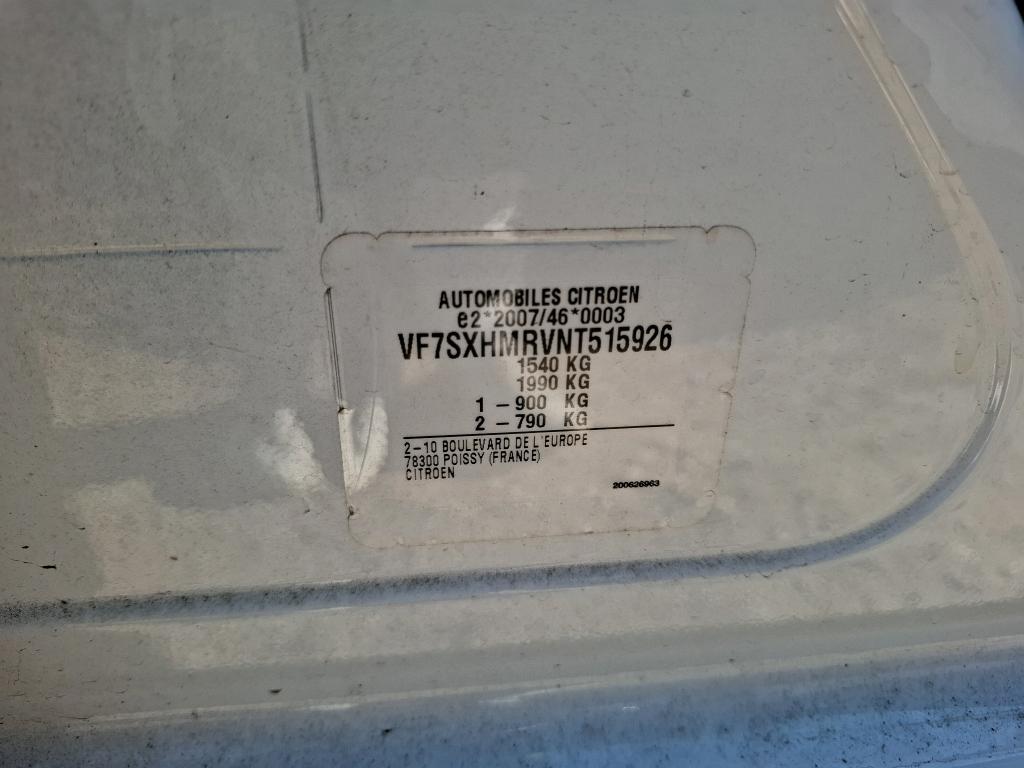 AUTOMOBILES CITROEN
e2*2007/46*0003
VF7SXHMRVNT515926
1540 KG
1990 KG
1 – 900 KG
2 – 790 KG
2–10 BOULEVARD DE L'EUROPE
78300 POISSY (FRANCE)
CITROEN
200626963